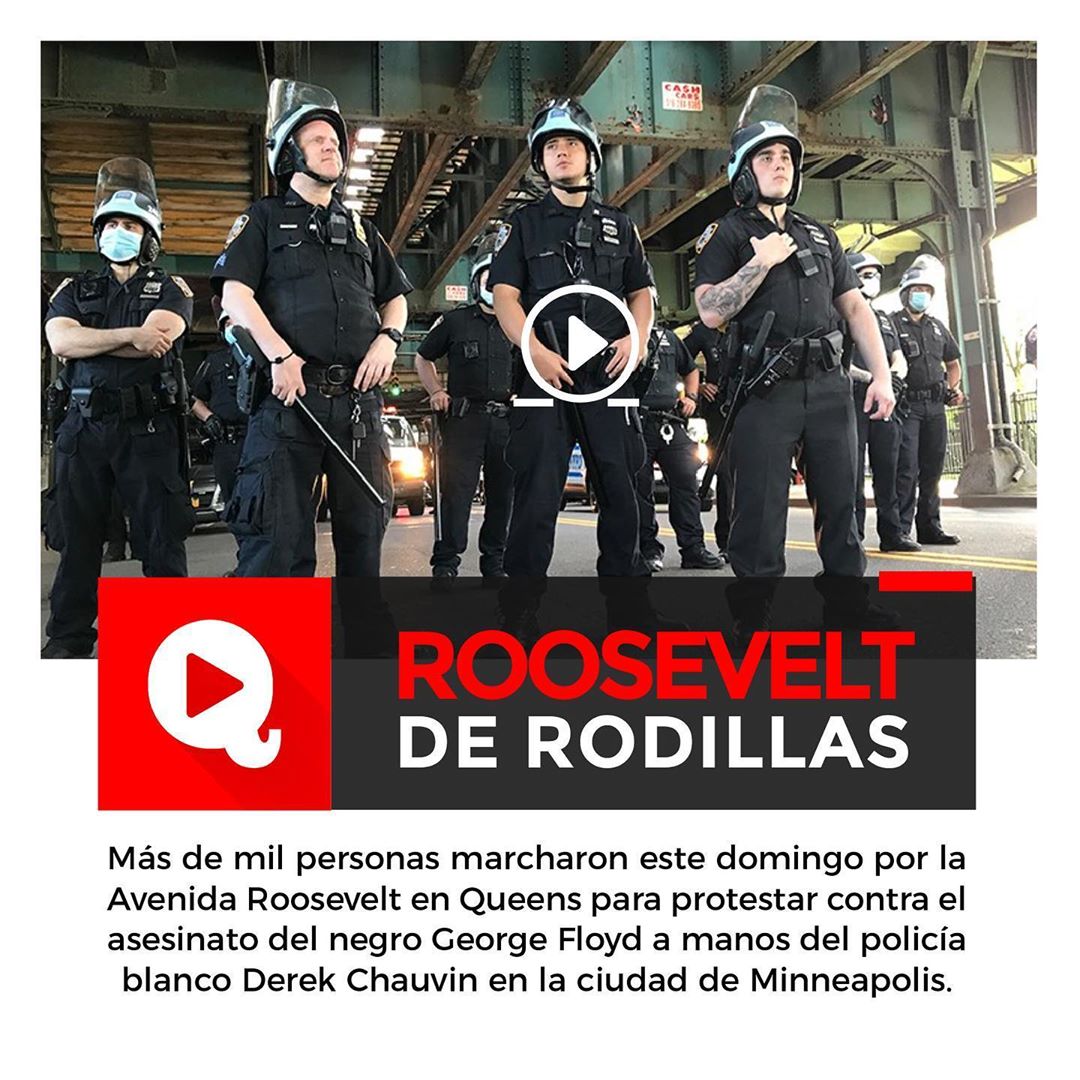 CASH
CARS
CASH
ROOSEVELT
DE RODILLAS
Más de mil personas marcharon este domingo por la
Avenida Roosevelt en Queens para protestar contra el
asesinato del negro George Floyd a manos del policía
blanco Derek Chauvin en la ciudad de Minneapolis.